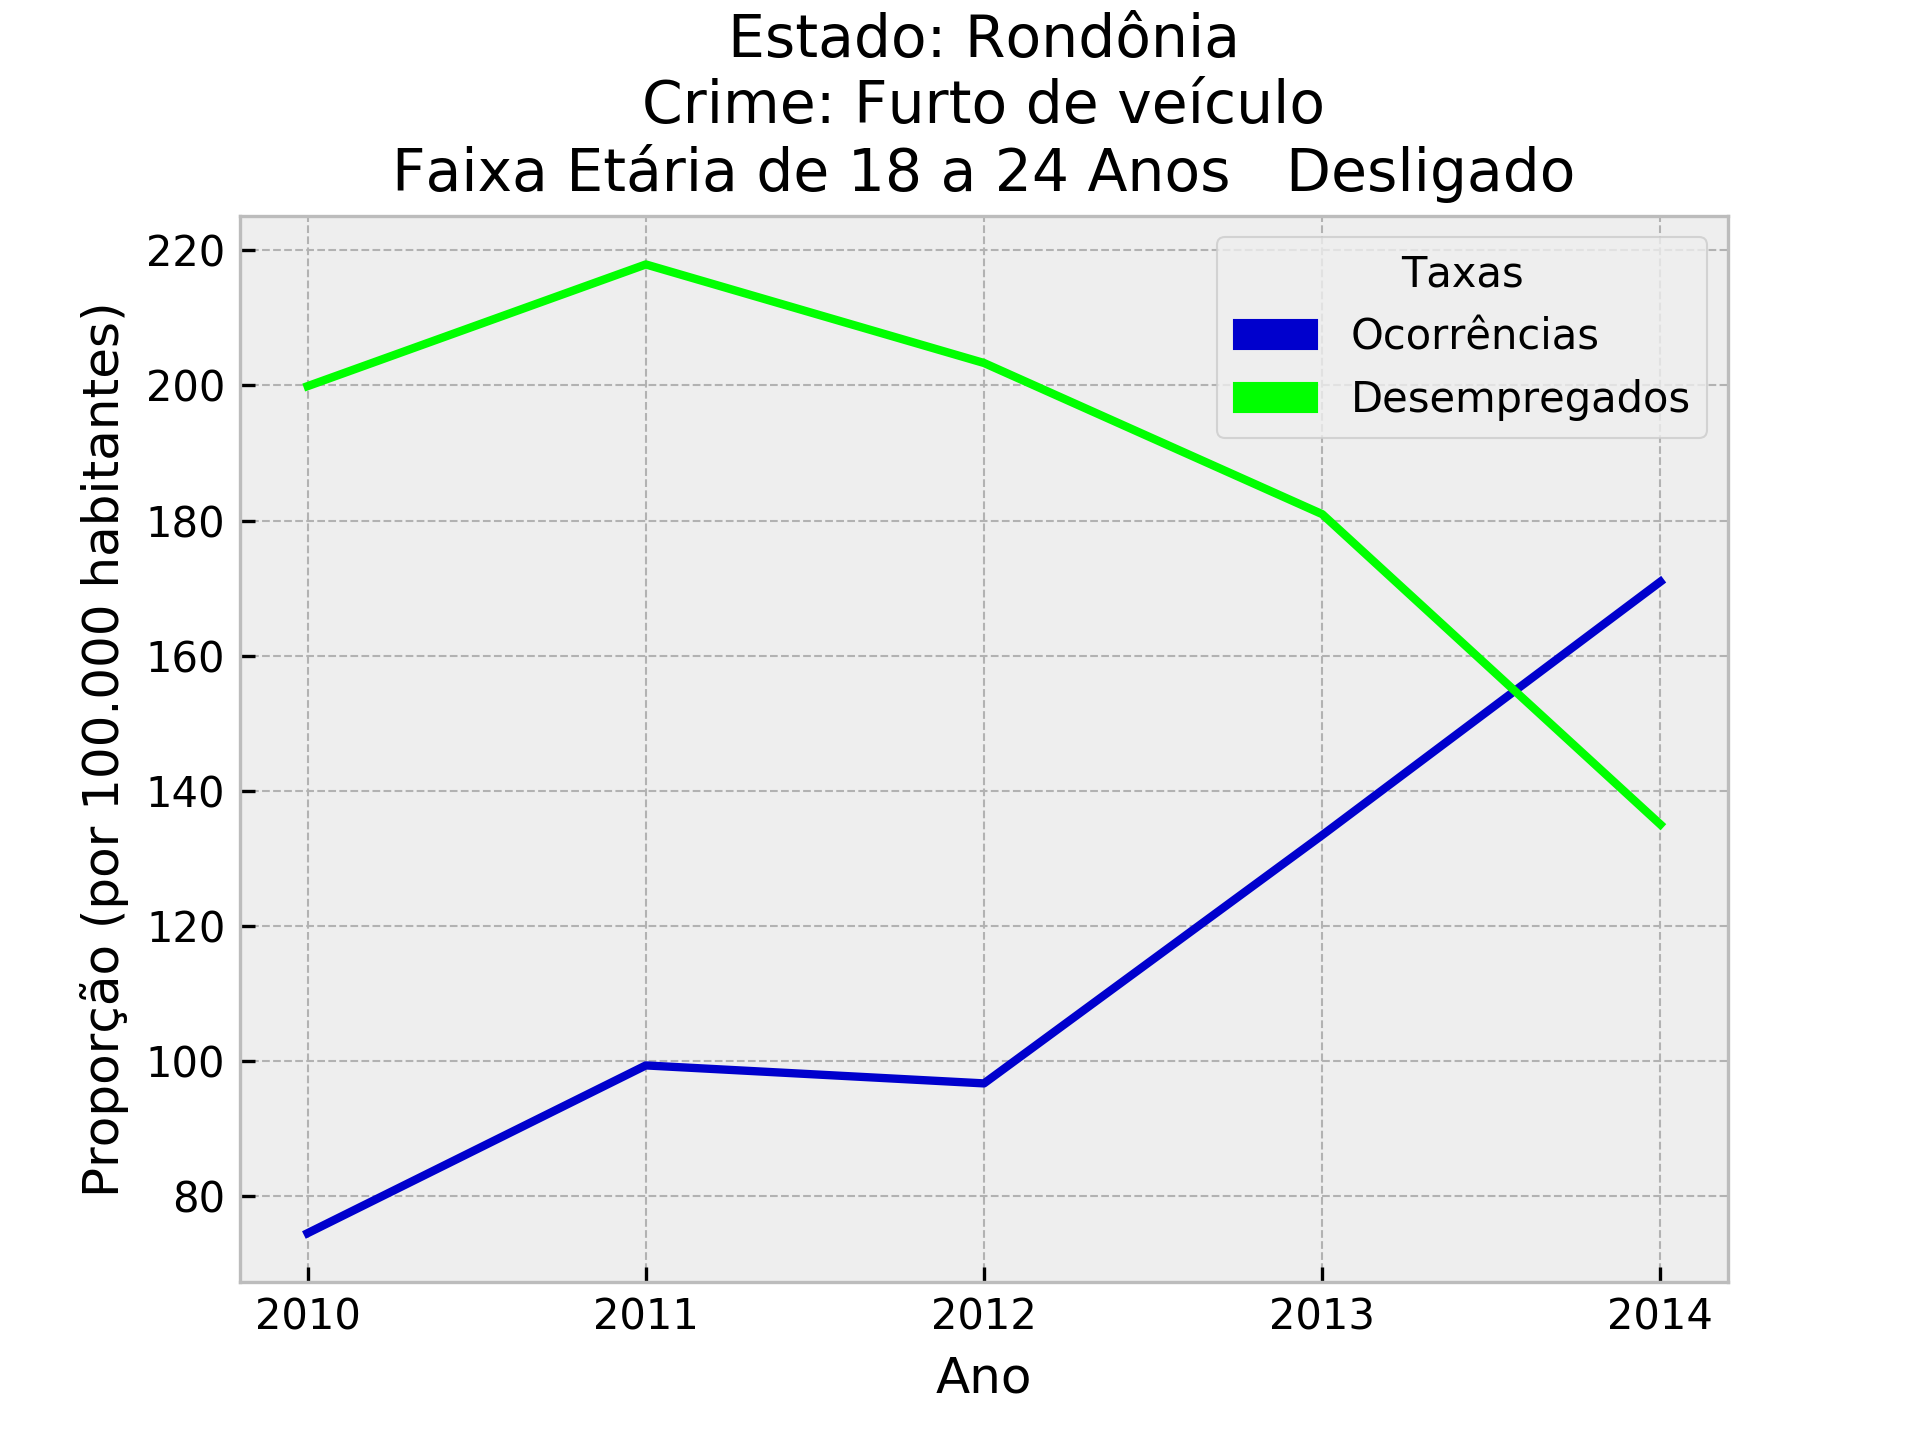 Estado: Rondônia
Crime: Furto de veículo
Faixa Etária de 18 a 24 Anos   Desligado
Proporção (por 100.000 habitantes)
220
200
180
160
140
120
100
80
Taxas
Ocorrências
Desempregados
2010
2011
2012
2013
2014
Ano